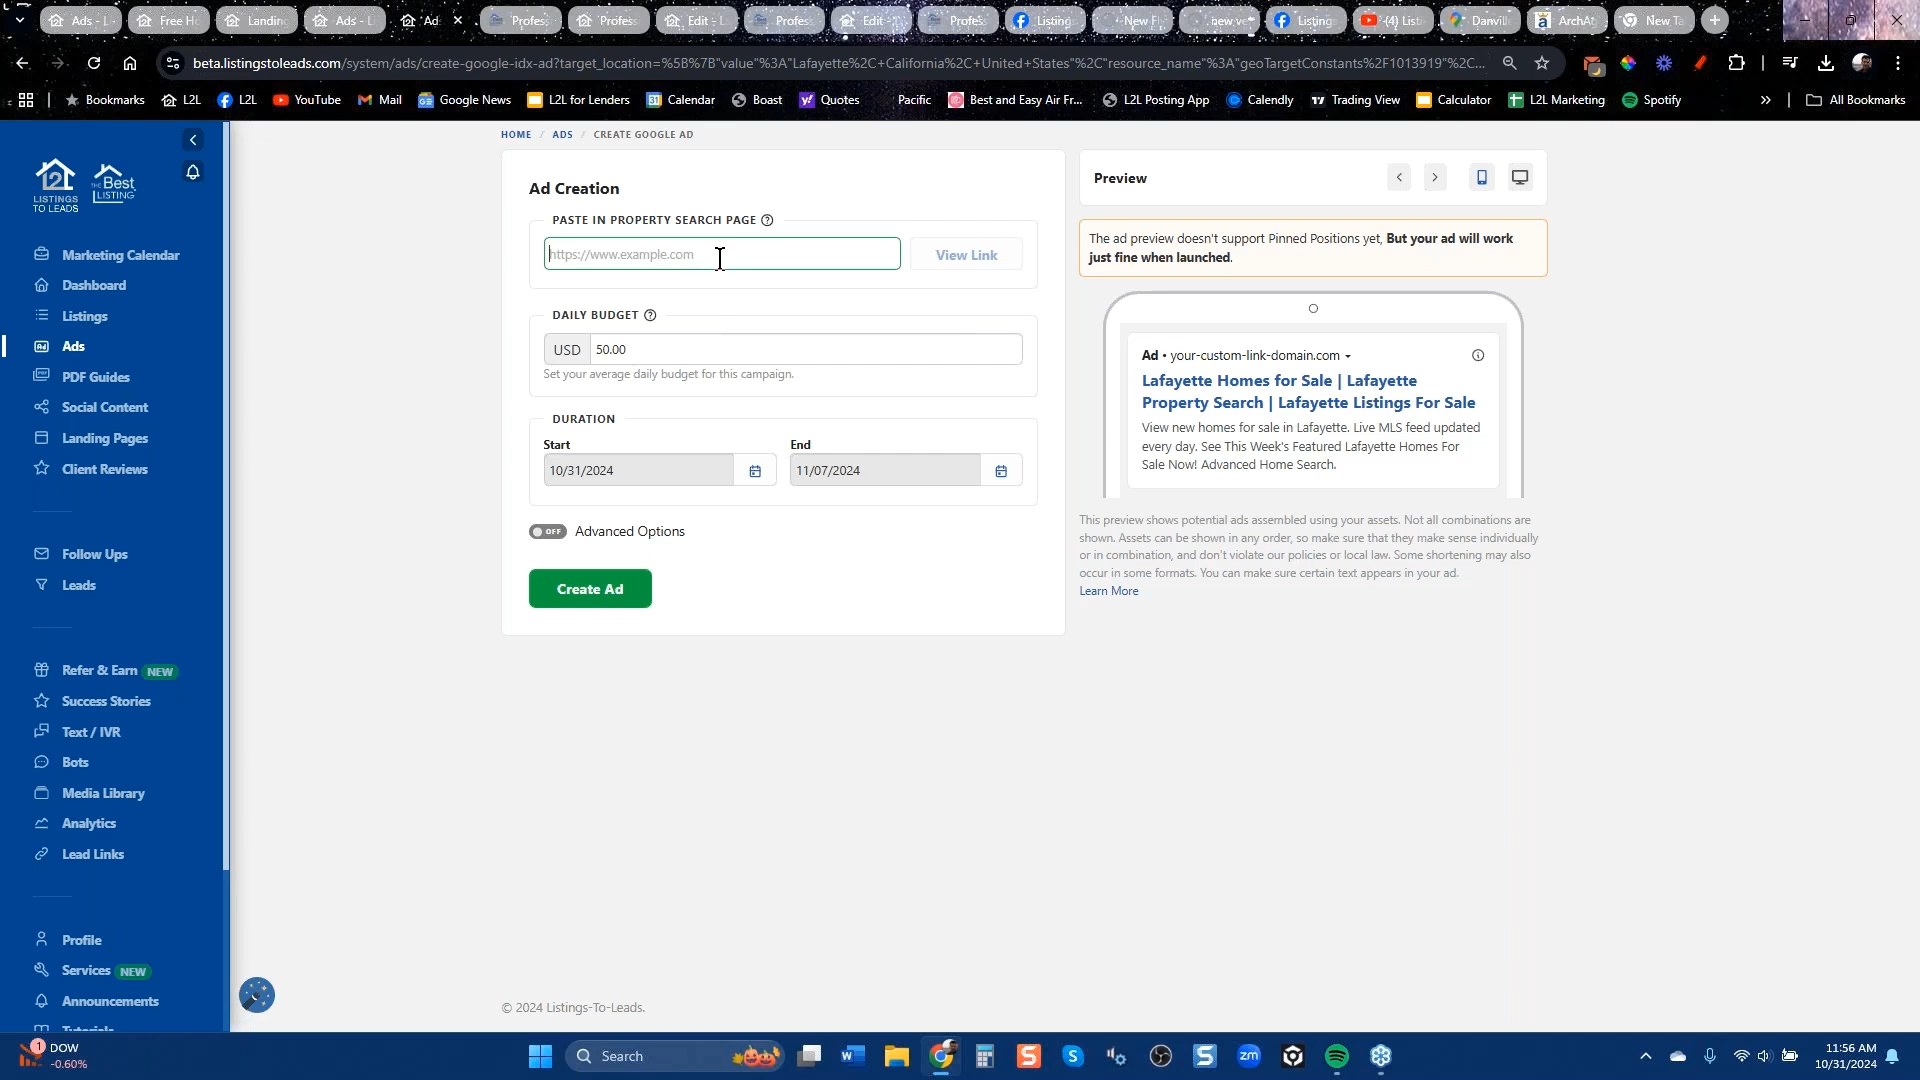 Ads - L
Free Ho
Landin
Ads - L
Ad
Profes
Profess
Edit - L
Profess
Edit
Profess
Listing
New Fl
new ve
Listing
(4) Listi
Danvill
ArchAg
New Ta
beta.listingstoleads.com/system/ads/create-google-idx-ad?target_location=%5B%7B"value"%3A"Lafayette%2C+California%2C+United+States"%2C"resource_name"%3A"geoTargetConstants%2F1013919"%2C...
Bookmarks
L2L
L2L
YouTube
Mail
Google News
L2L for Lenders
Calendar
Boast
Quotes
Pacific
Best and Easy Air Fr...
L2L Posting App
Calendly
Trading View
Calculator
L2L Marketing
Spotify
All Bookmarks
L2L
LISTINGS
TO LEADS
THE Best
LISTING
Marketing Calendar
Dashboard
Listings
Ads
PDF Guides
Social Content
Landing Pages
Client Reviews
Follow Ups
Leads
Refer & Earn NEW
Success Stories
Text / IVR
Bots
Media Library
Analytics
Lead Links
Profile
Services NEW
Announcements
Tutorials
HOME / ADS / CREATE GOOGLE AD
Ad Creation
PASTE IN PROPERTY SEARCH PAGE
https://www.example.com
View Link
DAILY BUDGET
USD 50.00
Set your average daily budget for this campaign.
DURATION
Start
10/31/2024
End
11/07/2024
OFF Advanced Options
Create Ad
Preview
The ad preview doesn't support Pinned Positions yet, But your ad will work
just fine when launched.
Ad • your-custom-link-domain.com
Lafayette Homes for Sale | Lafayette
Property Search | Lafayette Listings For Sale
View new homes for sale in Lafayette. Live MLS feed updated
every day. See This Week's Featured Lafayette Homes For
Sale Now! Advanced Home Search.
This preview shows potential ads assembled using your assets. Not all combinations are
shown. Assets can be shown in any order, so make sure that they make sense individually
or in combination, and don't violate our policies or local law. Some shortening may also
occur in some formats. You can make sure certain text appears in your ad.
Learn More
© 2024 Listings-To-Leads.
1
DOW
-0.60%
Search
zm
11:56 AM
10/31/2024